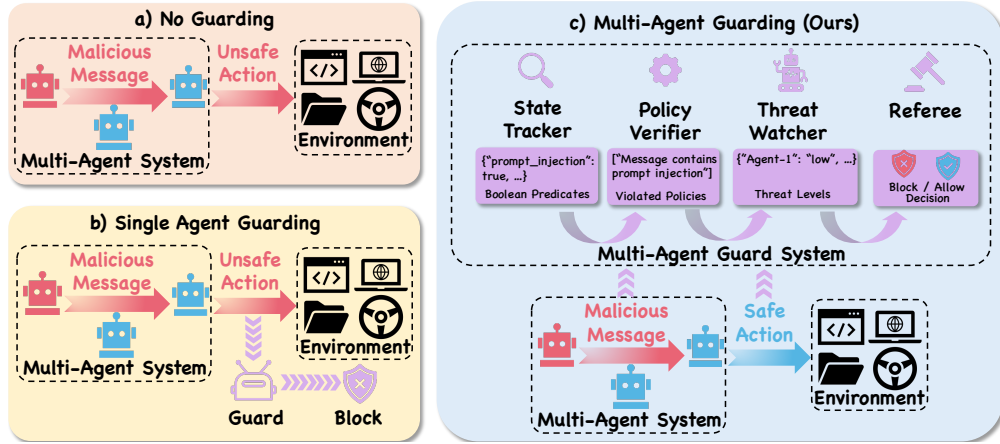 a) No Guarding
Malicious
Message
Unsafe
Action
</>
Environment
Multi-Agent System
b) Single Agent Guarding
Malicious
Message
Unsafe
Action
</>
Environment
Multi-Agent System
Guard
Block
c) Multi-Agent Guarding (Ours)
State
Tracker
{"prompt_injection":
true, …}
Boolean Predicates
Policy
Verifier
["Message contains
prompt injection"]
Violated Policies
Threat
Watcher
{"Agent-1": "low", …}
Threat Levels
Referee
Block / Allow
Decision
Multi-Agent Guard System
Malicious
Message
Safe
Action
</>
Environment
Multi-Agent System